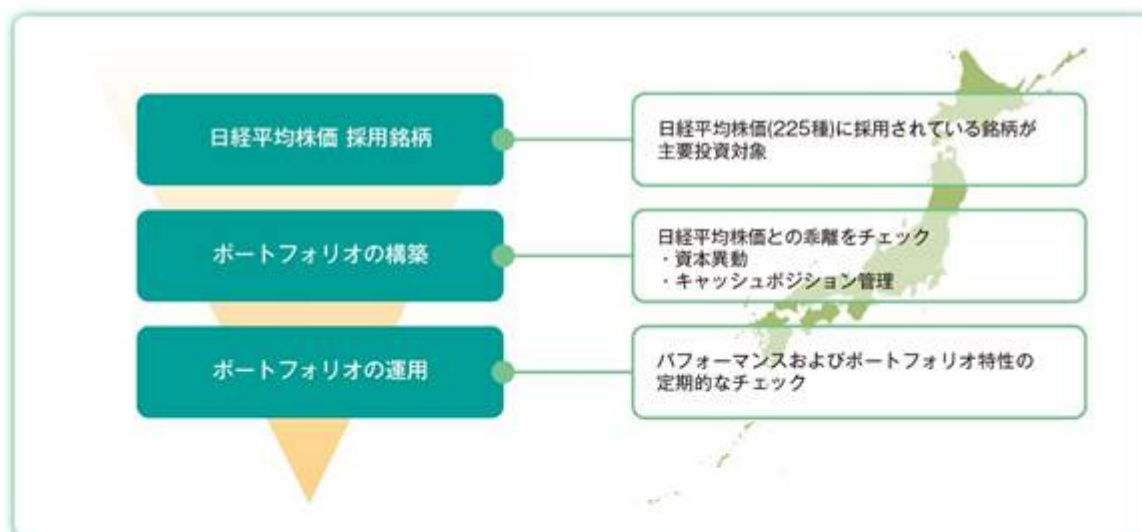 日経平均株価 採用銘柄
日経平均株価(225種)に採用されている銘柄が
主要投資対象
ポートフォリオの構築
日経平均株価との乖離をチェック
・資本異動
・キャッシュポジション管理
ポートフォリオの運用
パフォーマンスおよびポートフォリオ特性の
定期的なチェック